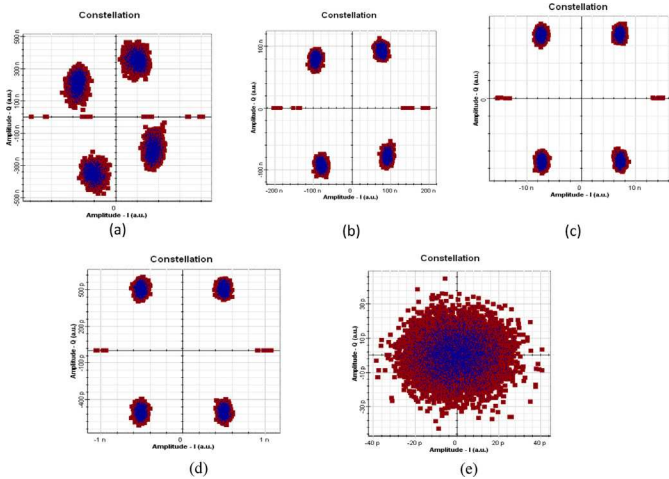 Constellation
Amplitude - Q (a.u.)
-500 n
-300 n
-100 n
100 n
300 n
500 n
0
Amplitude - I (a.u.)
(a)
Constellation
Amplitude - Q (a.u.)
-100 n
0
100 n
-200 n
-100 n
0
100 n
200 n
Amplitude - I (a.u.)
(b)
Constellation
Amplitude - Q (a.u.)
0
-10 n
0
10 n
Amplitude - I (a.u.)
(c)
Constellation
Amplitude - Q (a.u.)
-400 p
200 p
-1 n
0
1 n
Amplitude - I (a.u.)
(d)
Constellation
Amplitude - Q (a.u.)
-30 p
-10 p
10 p
30 p
-40 p
-20 p
0
20 p
40 p
Amplitude - I (a.u.)
(e)